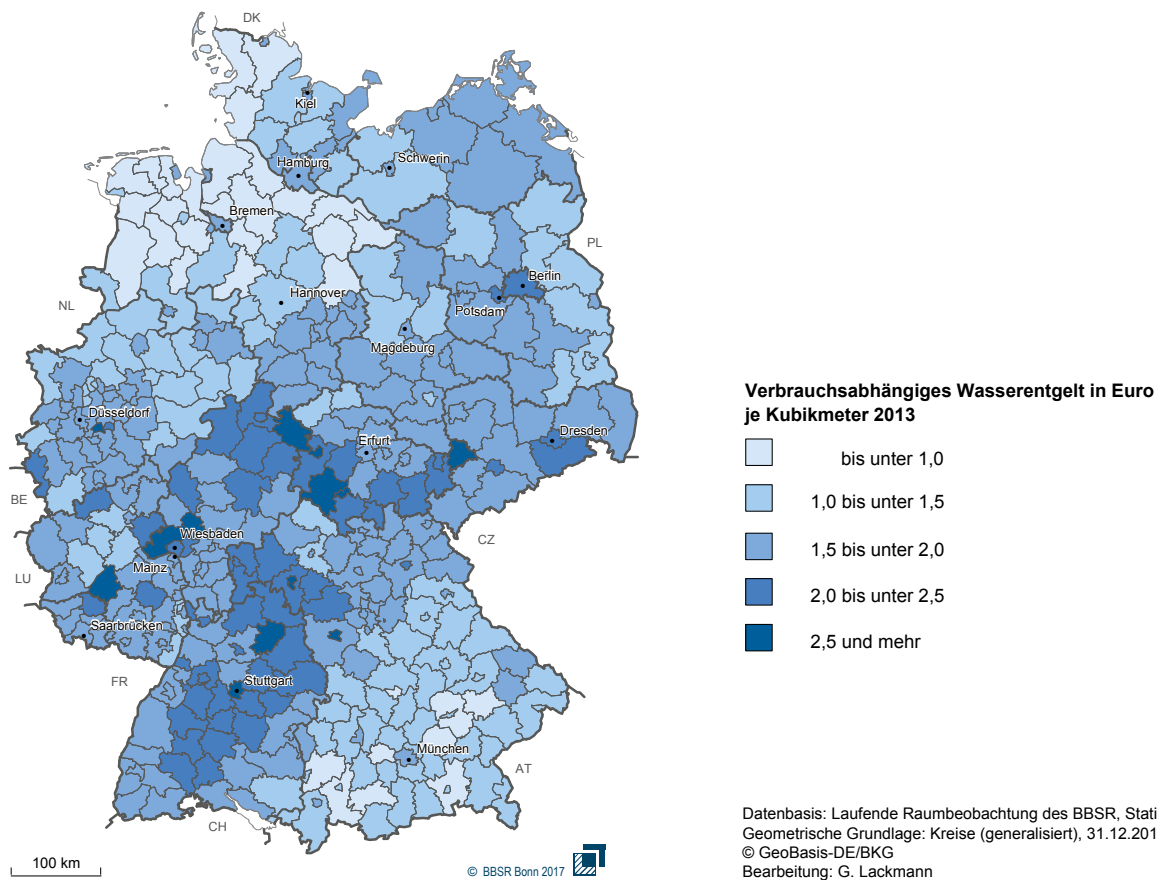 DK
Kiel
Schwerin
Hamburg
Bremen
PL
Berlin
Hannover
NL
Potsdam
Magdeburg
Verbrauchsabhängiges Wasserentgelt in Euro
je Kubikmeter 2013
Düsseldorf
Dresden
Erfurt
bis unter 1,0
BE
1,0 bis unter 1,5
Wiesbaden
CZ
1,5 bis unter 2,0
Mainz
LU
2,0 bis unter 2,5
Saarbrücken
2,5 und mehr
FR
Stuttgart
München
AT
CH
Datenbasis: Laufende Raumbeobachtung des BBSR, Stati
Geometrische Grundlage: Kreise (generalisiert), 31.12.201
© GeoBasis-DE/BKG
Bearbeitung: G. Lackmann
100 km
© BBSR Bonn 2017